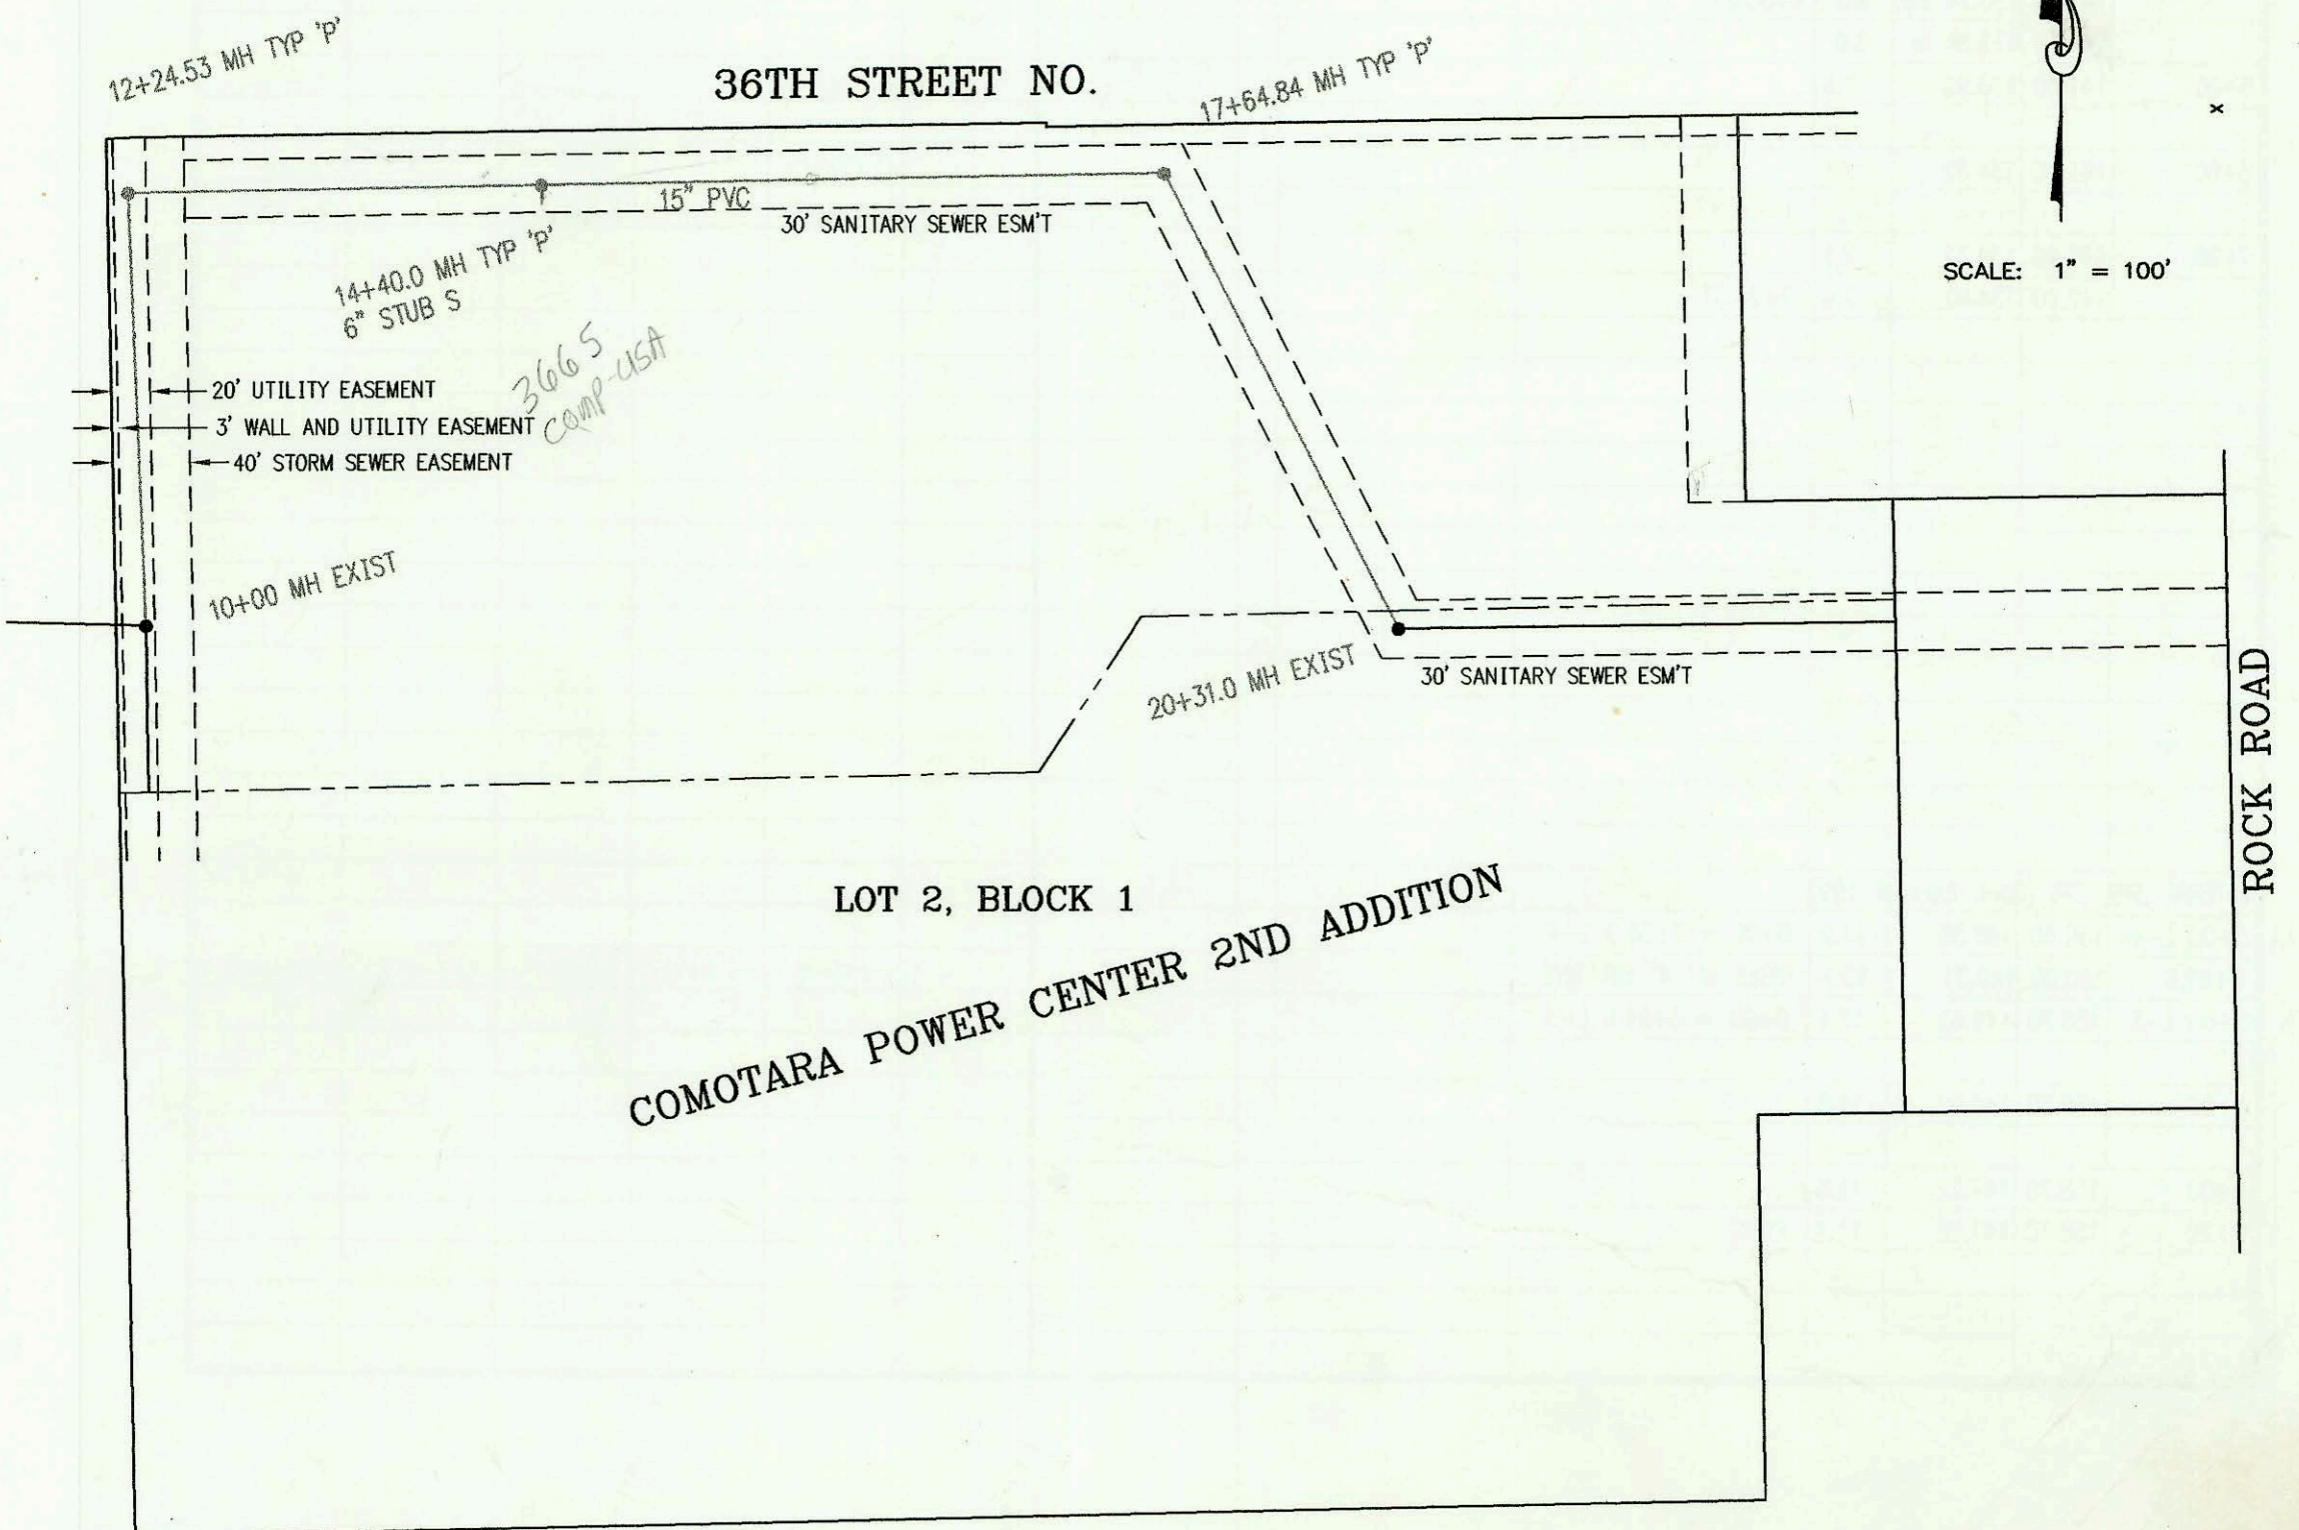 12+24.53 MH TYP 'P'
36TH STREET NO.
17+64.84 MH TYP 'P'
15" PVC
30' SANITARY SEWER ESM'T
14+40.0 MH TYP 'P'
6" STUB S
SCALE: 1" = 100'
3665
COMP-USA
20' UTILITY EASEMENT
3' WALL AND UTILITY EASEMENT
40' STORM SEWER EASEMENT
10+00 MH EXIST
20+31.0 MH EXIST
30' SANITARY SEWER ESM'T
ROCK ROAD
LOT 2, BLOCK 1
COMOTARA POWER CENTER 2ND ADDITION